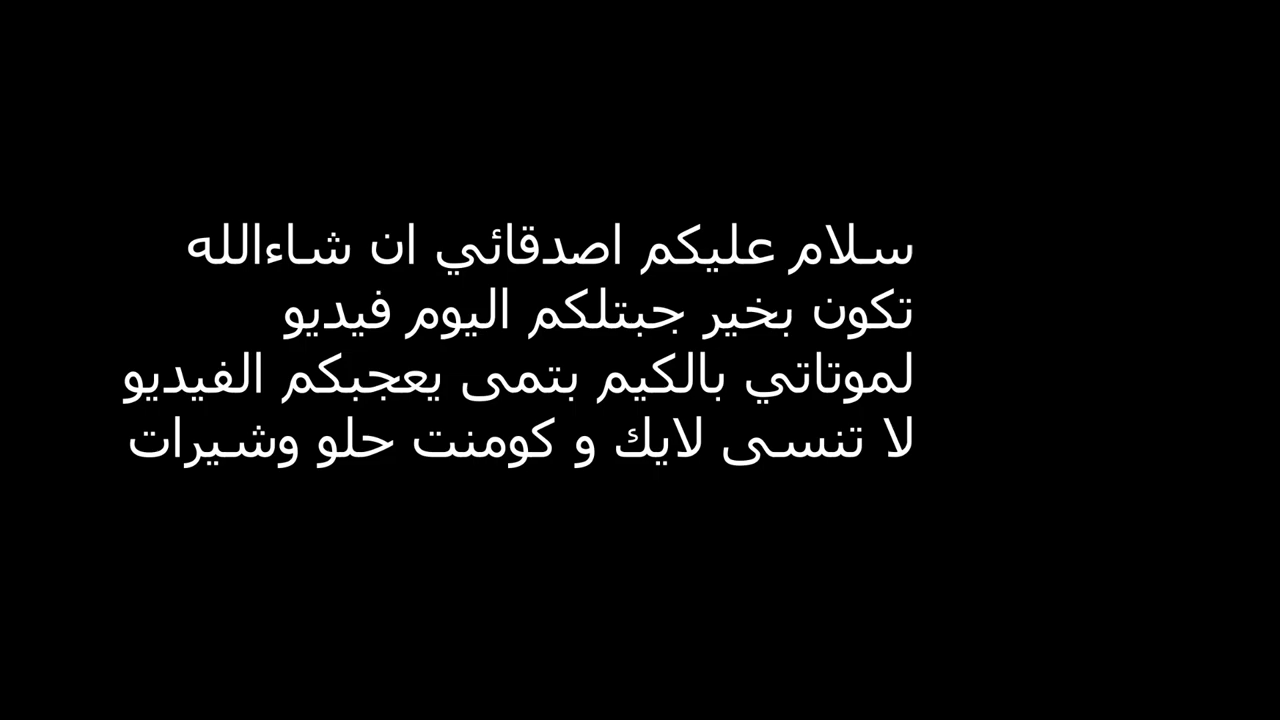 سلام عليكم اصدقائي ان شاءالله
تكون بخير جبتلكم اليوم فيديو
لموتاتي بالكيم بتمى يعجبكم الفيديو
لا تنسى لايك و كومنت حلو وشيرات